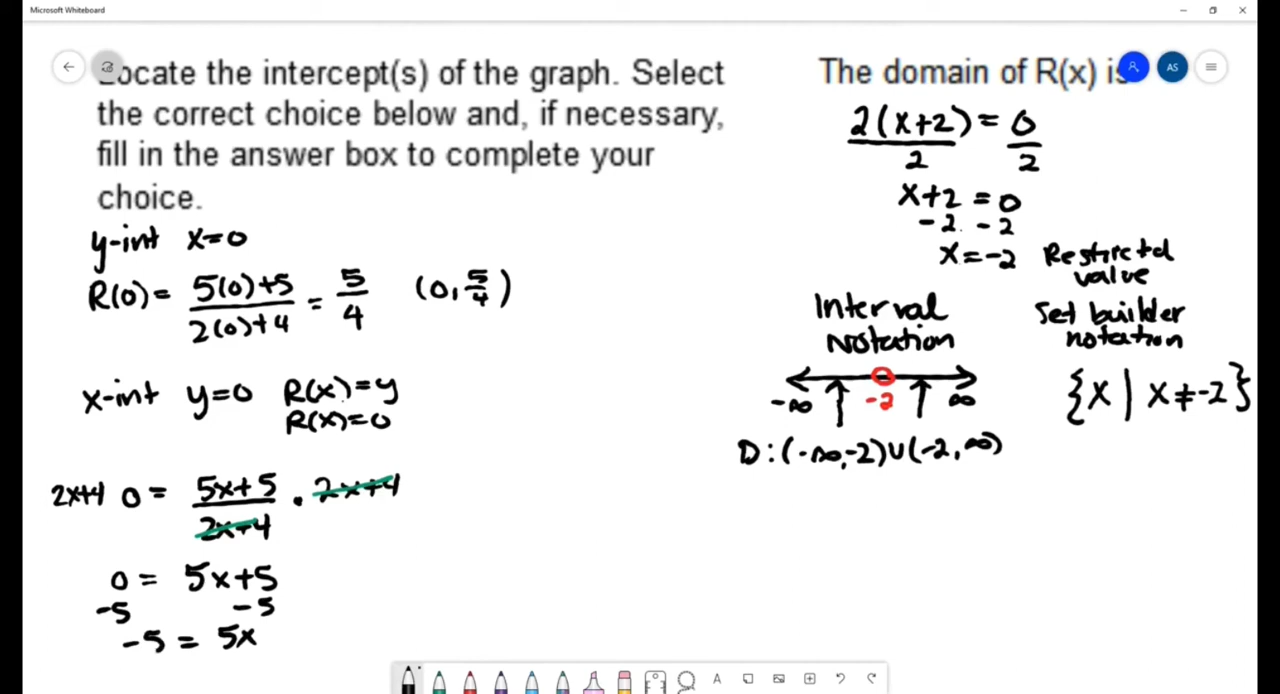 Microsoft Whiteboard
ocate the intercept(s) of the graph. Select
the correct choice below and, if necessary,
fill in the answer box to complete your
choice.
y-int x=0
R(0) = 5(0)+5 / 2(0)+4 = 5/4 (0, 5/4)
x-int y=0 R(x)=y
R(x)=0
2x+4 0 = 5x+5 / 2x+4 · 2x+4
0 = 5x+5
-5 -5
-5 = 5x
The domain of R(x) is
AS
2(x+2) / 2 = 0 / 2
x+2 = 0
-2 -2
x = -2 Restricted
value
Interval
Notation
-∞ -2 ∞
D: (-∞,-2)∪(-2,∞)
Set builder
notation
{x | x≠-2}
A